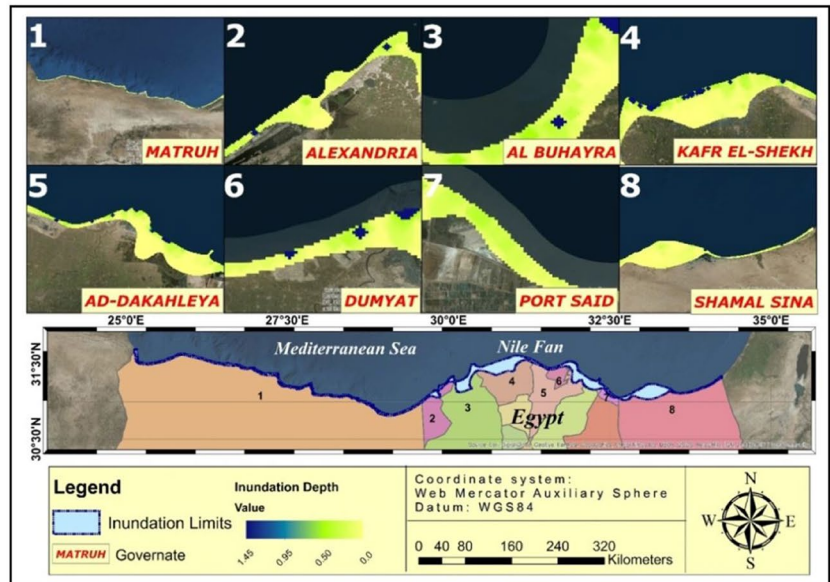 1
MATRUH
2
ALEXANDRIA
3
AL BUHAYRA
4
KAFR EL-SHEKH
5
AD-DAKAHLEYA
6
DUMYAT
7
PORT SAID
8
SHAMAL SINA
25°0'E 27°30'E 30°00'E 32°30'E 35°0'E
31°30'N
30°30'N
Mediterranean Sea Nile Fan
1 2 3 4 5 6 7 8
Egypt
Legend
Inundation Limits
MATRUH Governate
Inundation Depth
Value
1.45 0.95 0.50 0.0
Coordinate system:
Web Mercator Auxiliary Sphere
Datum: WGS84
0 40 80 160 240 320
Kilometers
N
W E
S